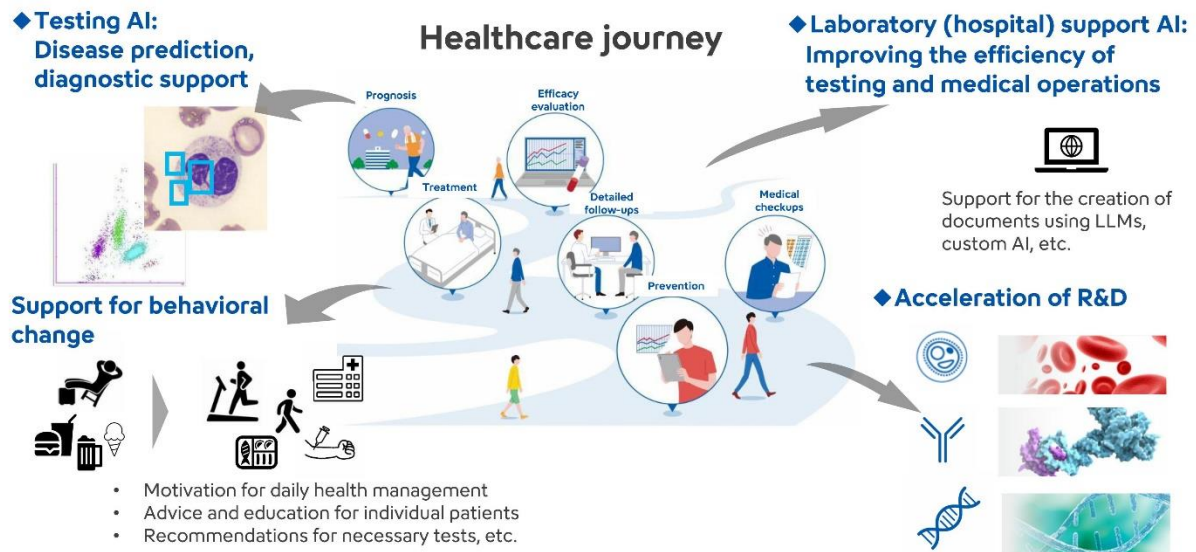 ◆Testing AI:
Disease prediction,
diagnostic support
Healthcare journey
◆Laboratory (hospital) support AI:
Improving the efficiency of
testing and medical operations
Prognosis
Efficacy
evaluation
Treatment
Detailed
follow-ups
Medical
checkups
Prevention
Support for the creation of
documents using LLMs,
custom AI, etc.
Support for behavioral
change
• Motivation for daily health management
• Advice and education for individual patients
• Recommendations for necessary tests, etc.
◆Acceleration of R&D